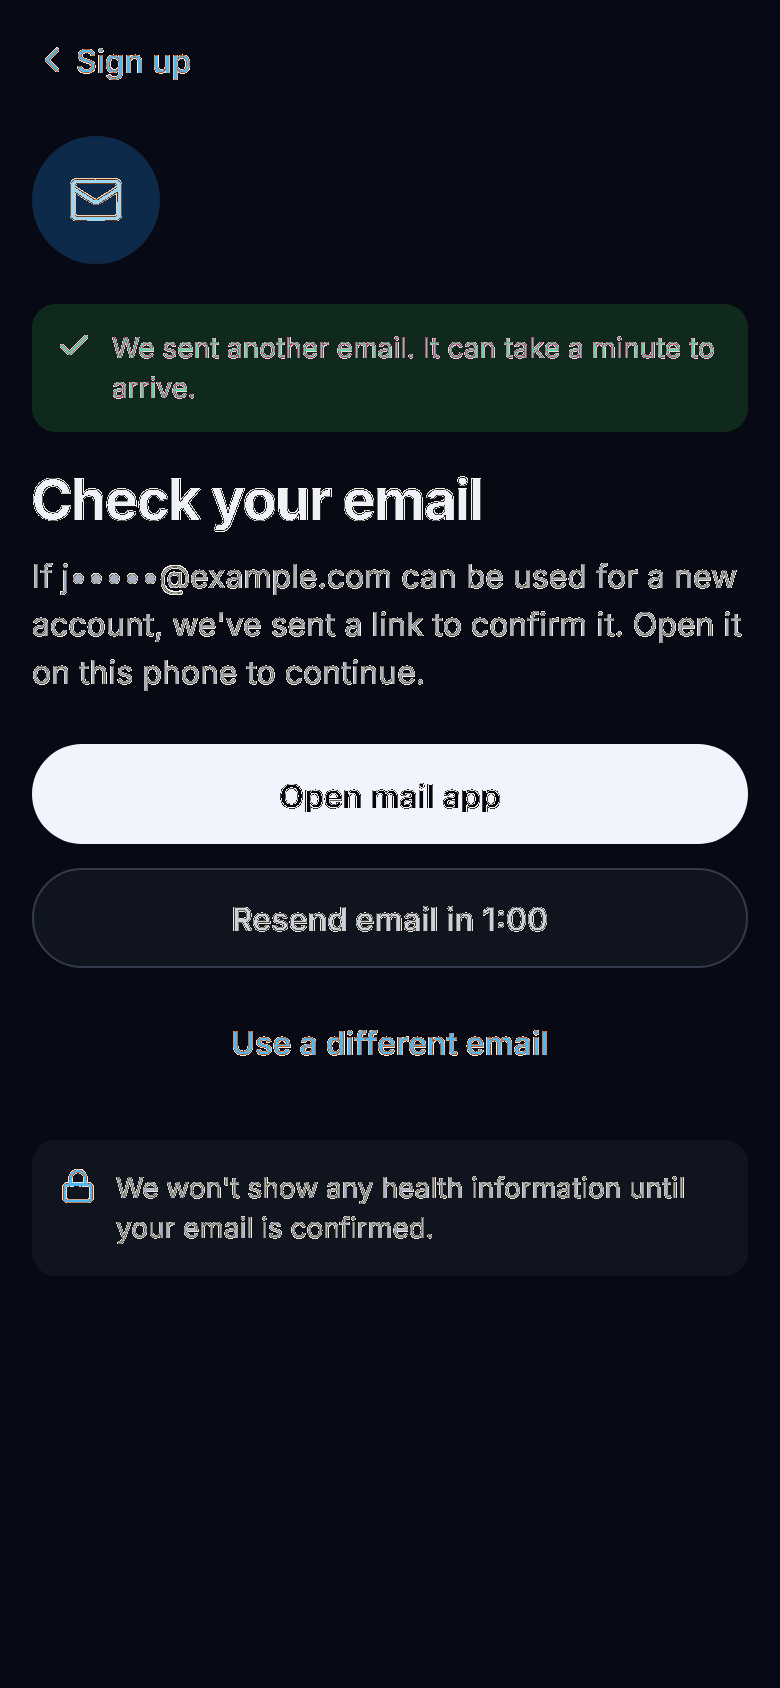 Sign up
We sent another email. It can take a minute to
arrive.
Check your email
If j•••••@example.com can be used for a new
account, we've sent a link to confirm it. Open it
on this phone to continue.
Open mail app
Resend email in 1:00
Use a different email
We won't show any health information until
your email is confirmed.